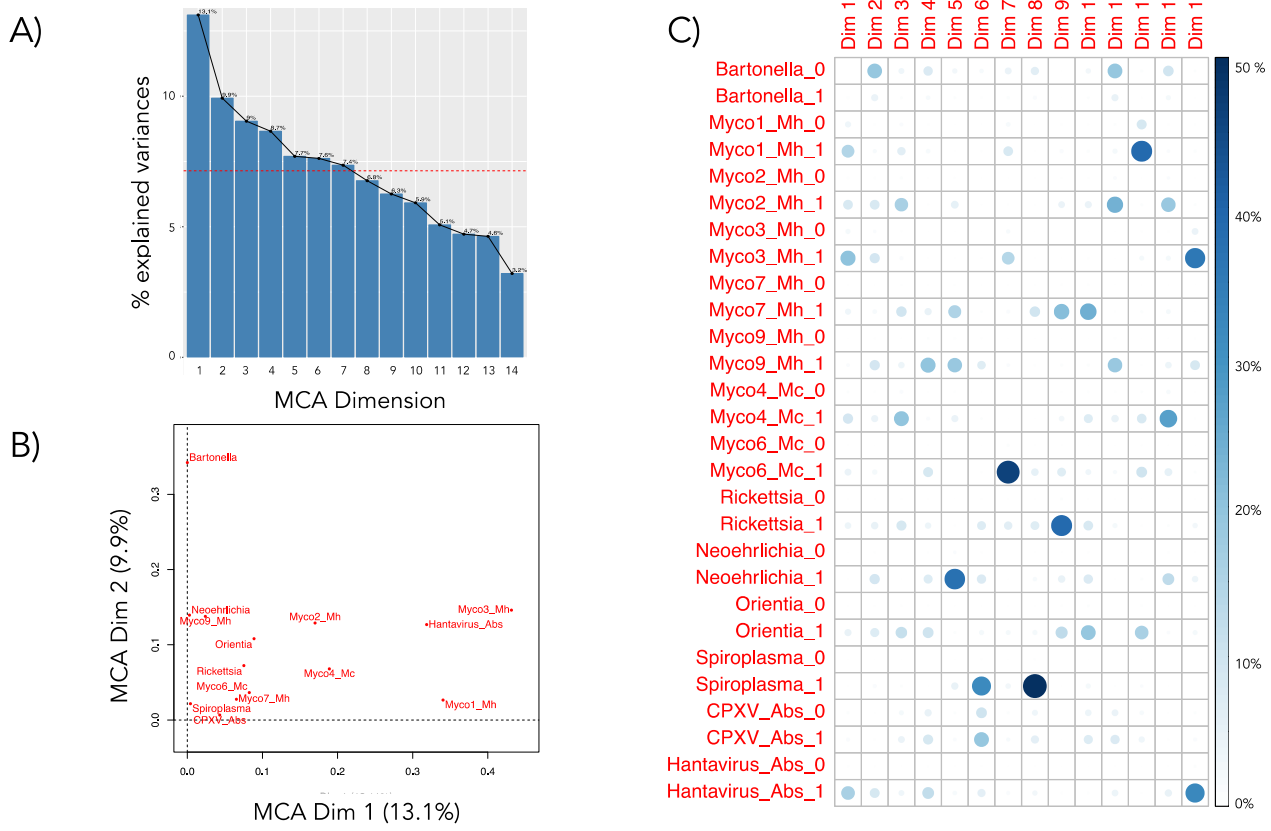 A)
% explained variances
10
5
0
13.1%
9.9%
9%
8.7%
7.7%
7.6%
7.4%
6.8%
6.3%
5.9%
5.1%
4.7%
4.6%
3.2%
1 2 3 4 5 6 7 8 9 10 11 12 13 14
MCA Dimension
B)
MCA Dim 2 (9.9%)
0.3
0.2
0.1
0.0
Bartonella
Neoehrlichia
Myco9_Mh
Myco2_Mh
Myco3_Mh
Hantavirus_Abs
Orientia
Rickettsia
Myco4_Mc
Myco6_Mc
Myco7_Mh
Myco1_Mh
Spiroplasma
CPXV_Abs
0.0 0.1 0.2 0.3 0.4
MCA Dim 1 (13.1%)
C)
Dim 1 Dim 2 Dim 3 Dim 4 Dim 5 Dim 6 Dim 7 Dim 8 Dim 9 Dim 1 Dim 1 Dim 1 Dim 1 Dim 1
Bartonella_0
Bartonella_1
Myco1_Mh_0
Myco1_Mh_1
Myco2_Mh_0
Myco2_Mh_1
Myco3_Mh_0
Myco3_Mh_1
Myco7_Mh_0
Myco7_Mh_1
Myco9_Mh_0
Myco9_Mh_1
Myco4_Mc_0
Myco4_Mc_1
Myco6_Mc_0
Myco6_Mc_1
Rickettsia_0
Rickettsia_1
Neoehrlichia_0
Neoehrlichia_1
Orientia_0
Orientia_1
Spiroplasma_0
Spiroplasma_1
CPXV_Abs_0
CPXV_Abs_1
Hantavirus_Abs_0
Hantavirus_Abs_1
50 %
40%
30%
20%
10%
0%